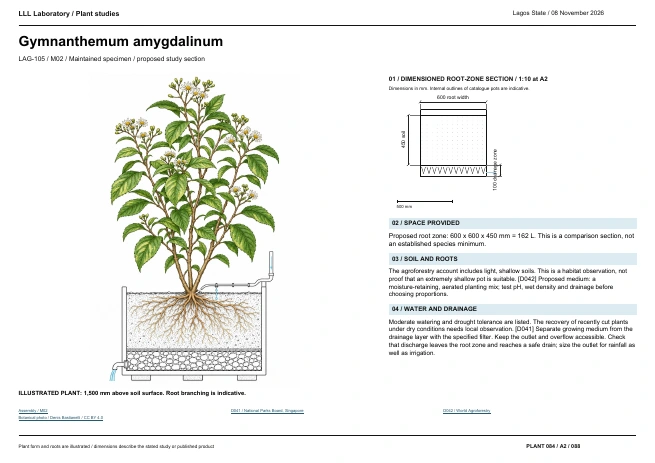 LLL Laboratory / Plant studies
Lagos State / 08 November 2026
Gymnanthemum amygdalinum
LAG-105 / M02 / Maintained specimen / proposed study section
01 / DIMENSIONED ROOT-ZONE SECTION / 1:10 at A2
Dimensions in mm. Internal outlines of catalogue pots are indicative.
600 root width
450 soil
100 drainage zone
500 mm
02 / SPACE PROVIDED
Proposed root zone: 600 x 600 x 450 mm = 162 L. This is a comparison section, not
an established species minimum.
03 / SOIL AND ROOTS
The agroforestry account includes light, shallow soils. This is a habitat observation, not
proof that an extremely shallow pot is suitable. [D042] Proposed medium: a
moisture-retaining, aerated planting mix; test pH, wet density and drainage before
choosing proportions.
04 / WATER AND DRAINAGE
Moderate watering and drought tolerance are listed. The recovery of recently cut plants
under dry conditions needs local observation. [D041] Separate growing medium from the
drainage layer with the specified filter. Keep the outlet and overflow accessible. Check
that discharge leaves the root zone and reaches a safe drain; size the outlet for rainfall as
well as irrigation.
ILLUSTRATED PLANT: 1,500 mm above soil surface. Root branching is indicative.
Assembly / M02
D041 / National Parks Board, Singapore
D042 / World Agroforestry
Botanical photo / Denis Bastianelli / CC BY 4.0
Plant form and roots are illustrated / dimensions describe the stated study or published product
PLANT 084 / A2 / 088